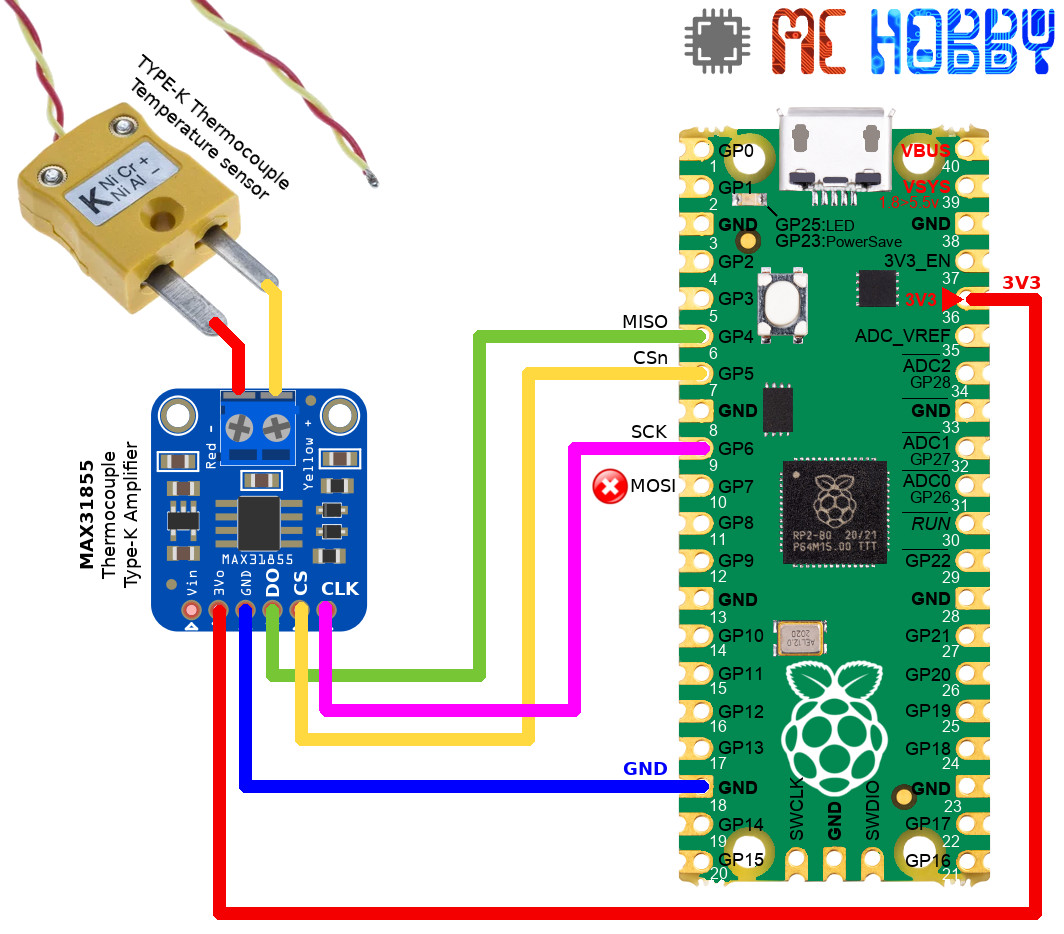 MC HOBBY
TYPE-K Thermocouple
Temperature sensor
K Ni Cr +
Ni Al -
MAX31855
Thermocouple
Type-K Amplifier
Red -
Yellow +
MAX31855
Vin
3Vo
GND
DO
CS
CLK
MISO
CSn
SCK
MOSI
GND
3V3
GP0
1
GP1
2
GND
3
GP2
4
GP3
5
GP4
6
GP5
7
GND
8
GP6
9
GP7
10
GP8
11
GP9
12
GND
13
GP10
14
GP11
15
GP12
16
GP13
17
GND
18
GP14
19
GP15
20
GP25:LED
GP23:PowerSave
RP2-B0 20/21
P64M15.00 TTT
AEL12.0
2020
SWCLK
GND
SWDIO
VBUS
40
VSYS
1.8>5.5v
39
GND
38
3V3_EN
37
3V3
36
ADC_VREF
35
ADC2
GP28
34
GND
33
ADC1
GP27
32
ADC0
GP26
31
RUN
30
GP22
29
GND
28
GP21
27
GP20
26
GP19
25
GP18
24
GND
23
GP17
22
GP16
21